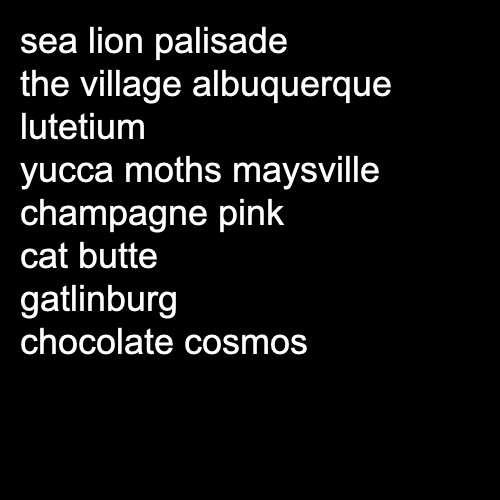 sea lion palisade
the village albuquerque
lutetium
yucca moths maysville
champagne pink
cat butte
gatlinburg
chocolate cosmos